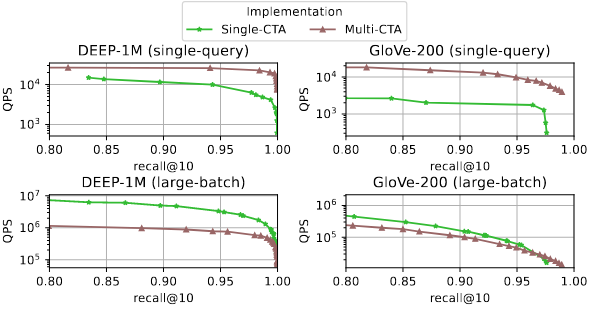 Implementation
Single-CTA Multi-CTA
DEEP-1M (single-query)
QPS
10⁴
10³
0.80 0.85 0.90 0.95 1.00
recall@10
GloVe-200 (single-query)
QPS
10⁴
10³
0.80 0.85 0.90 0.95 1.00
recall@10
DEEP-1M (large-batch)
QPS
10⁷
10⁶
10⁵
0.80 0.85 0.90 0.95 1.00
recall@10
GloVe-200 (large-batch)
QPS
10⁶
10⁵
0.80 0.85 0.90 0.95 1.00
recall@10